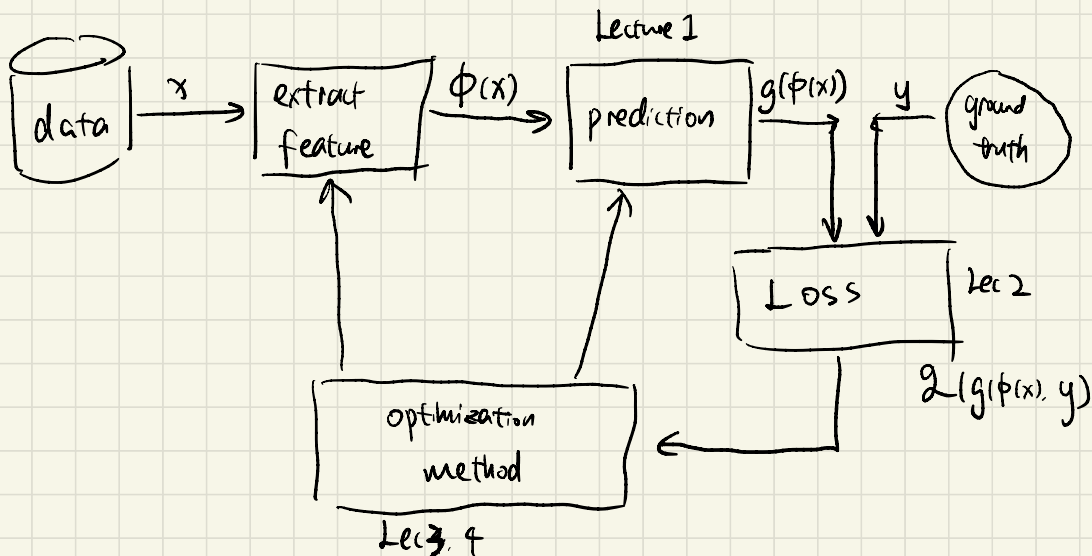 Lecture 1
data
x
extract
feature
ϕ(x)
prediction
g(ϕ(x))
y
ground
truth
Loss
Lec 2
L(g(ϕ(x), y)
optimization
method
Lec 3, 4